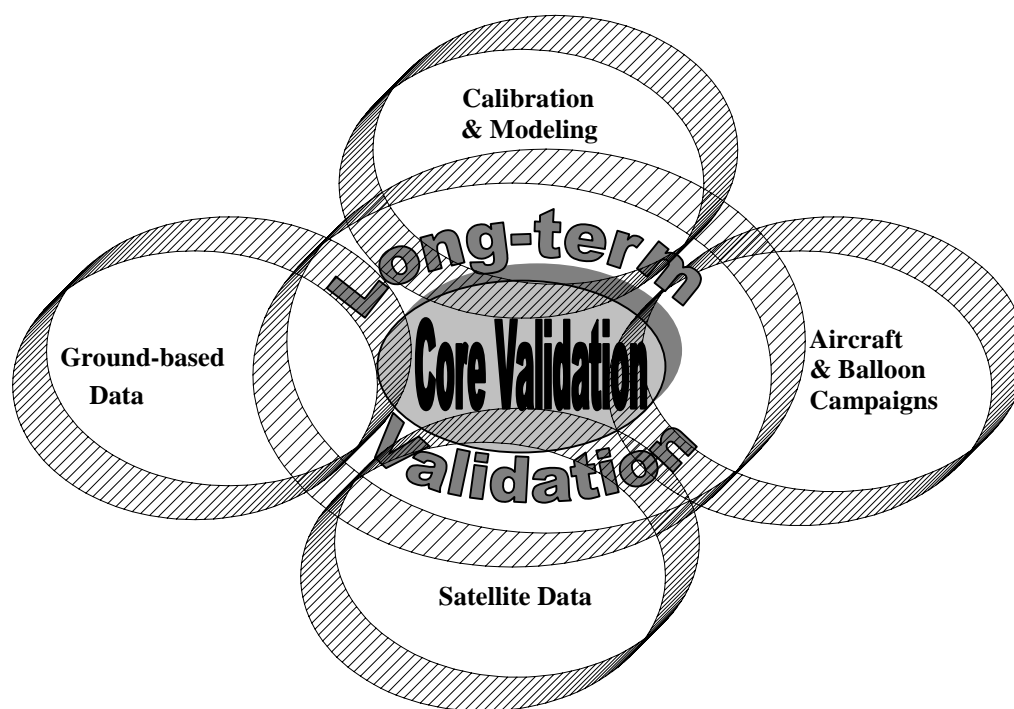 Calibration
& Modeling
Long-term
Core Validation
Validation
Ground-based
Data
Aircraft
& Balloon
Campaigns
Satellite Data